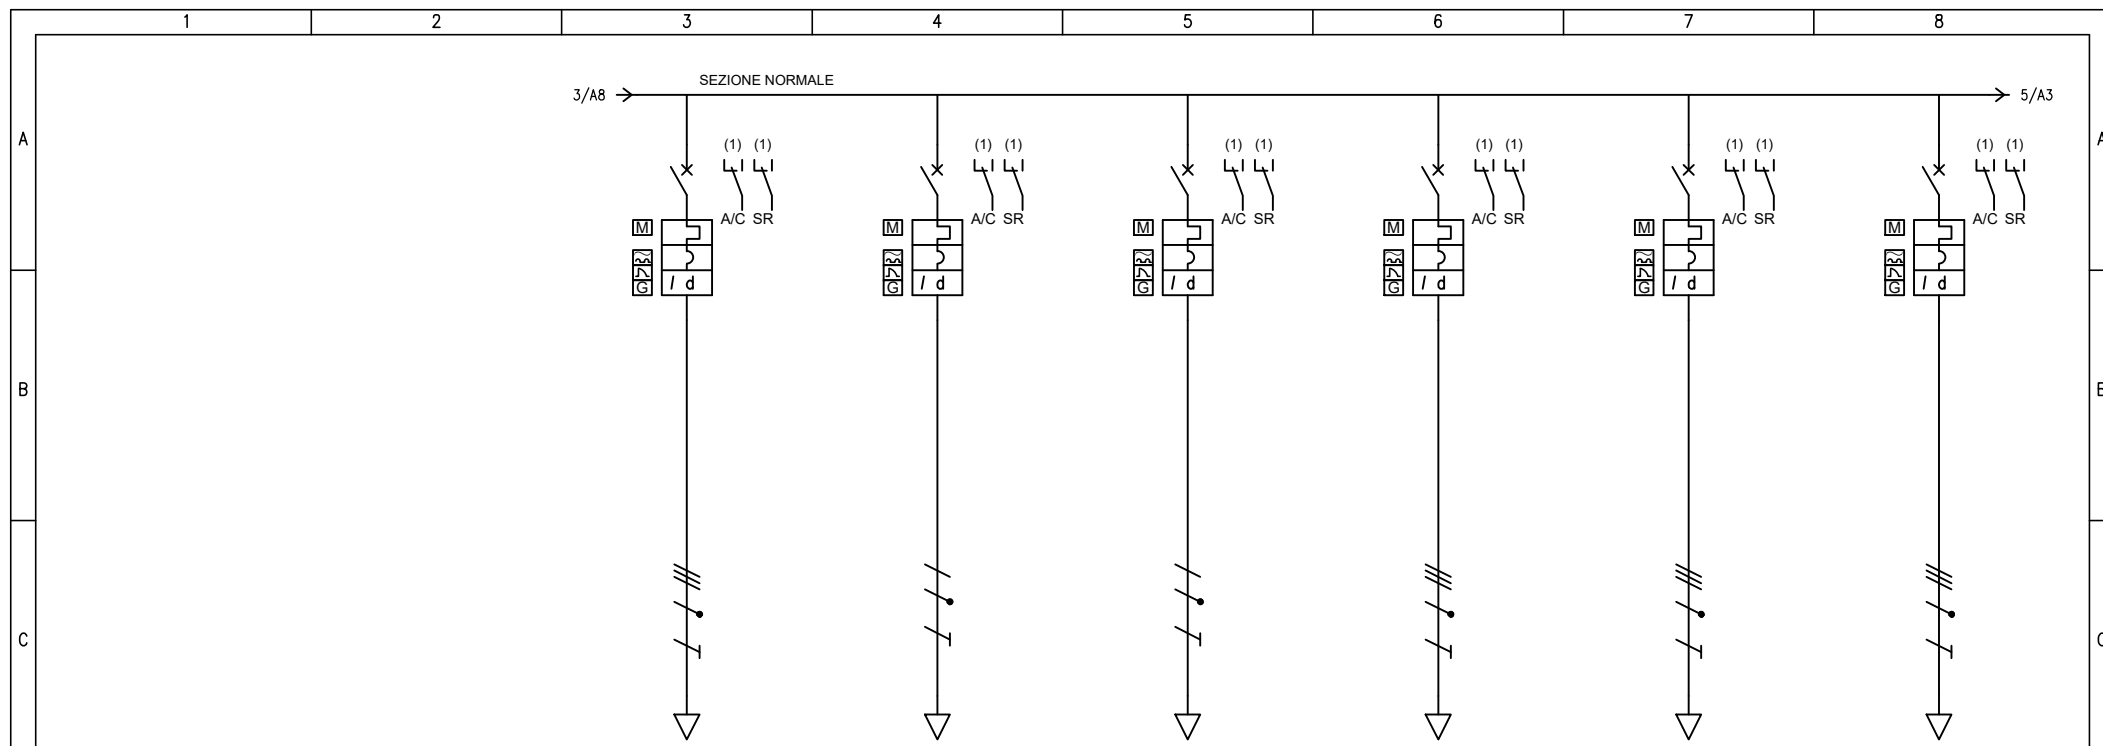 1 2 3 4 5 6 7 8
SEZIONE NORMALE
3/A8 5/A3
A A
(1) (1) (1) (1) (1) (1) (1) (1) (1) (1) (1) (1)
A/C SR A/C SR A/C SR A/C SR A/C SR A/C SR
M M M M M M
G I d G I d G I d G I d G I d G I d
B B
C C